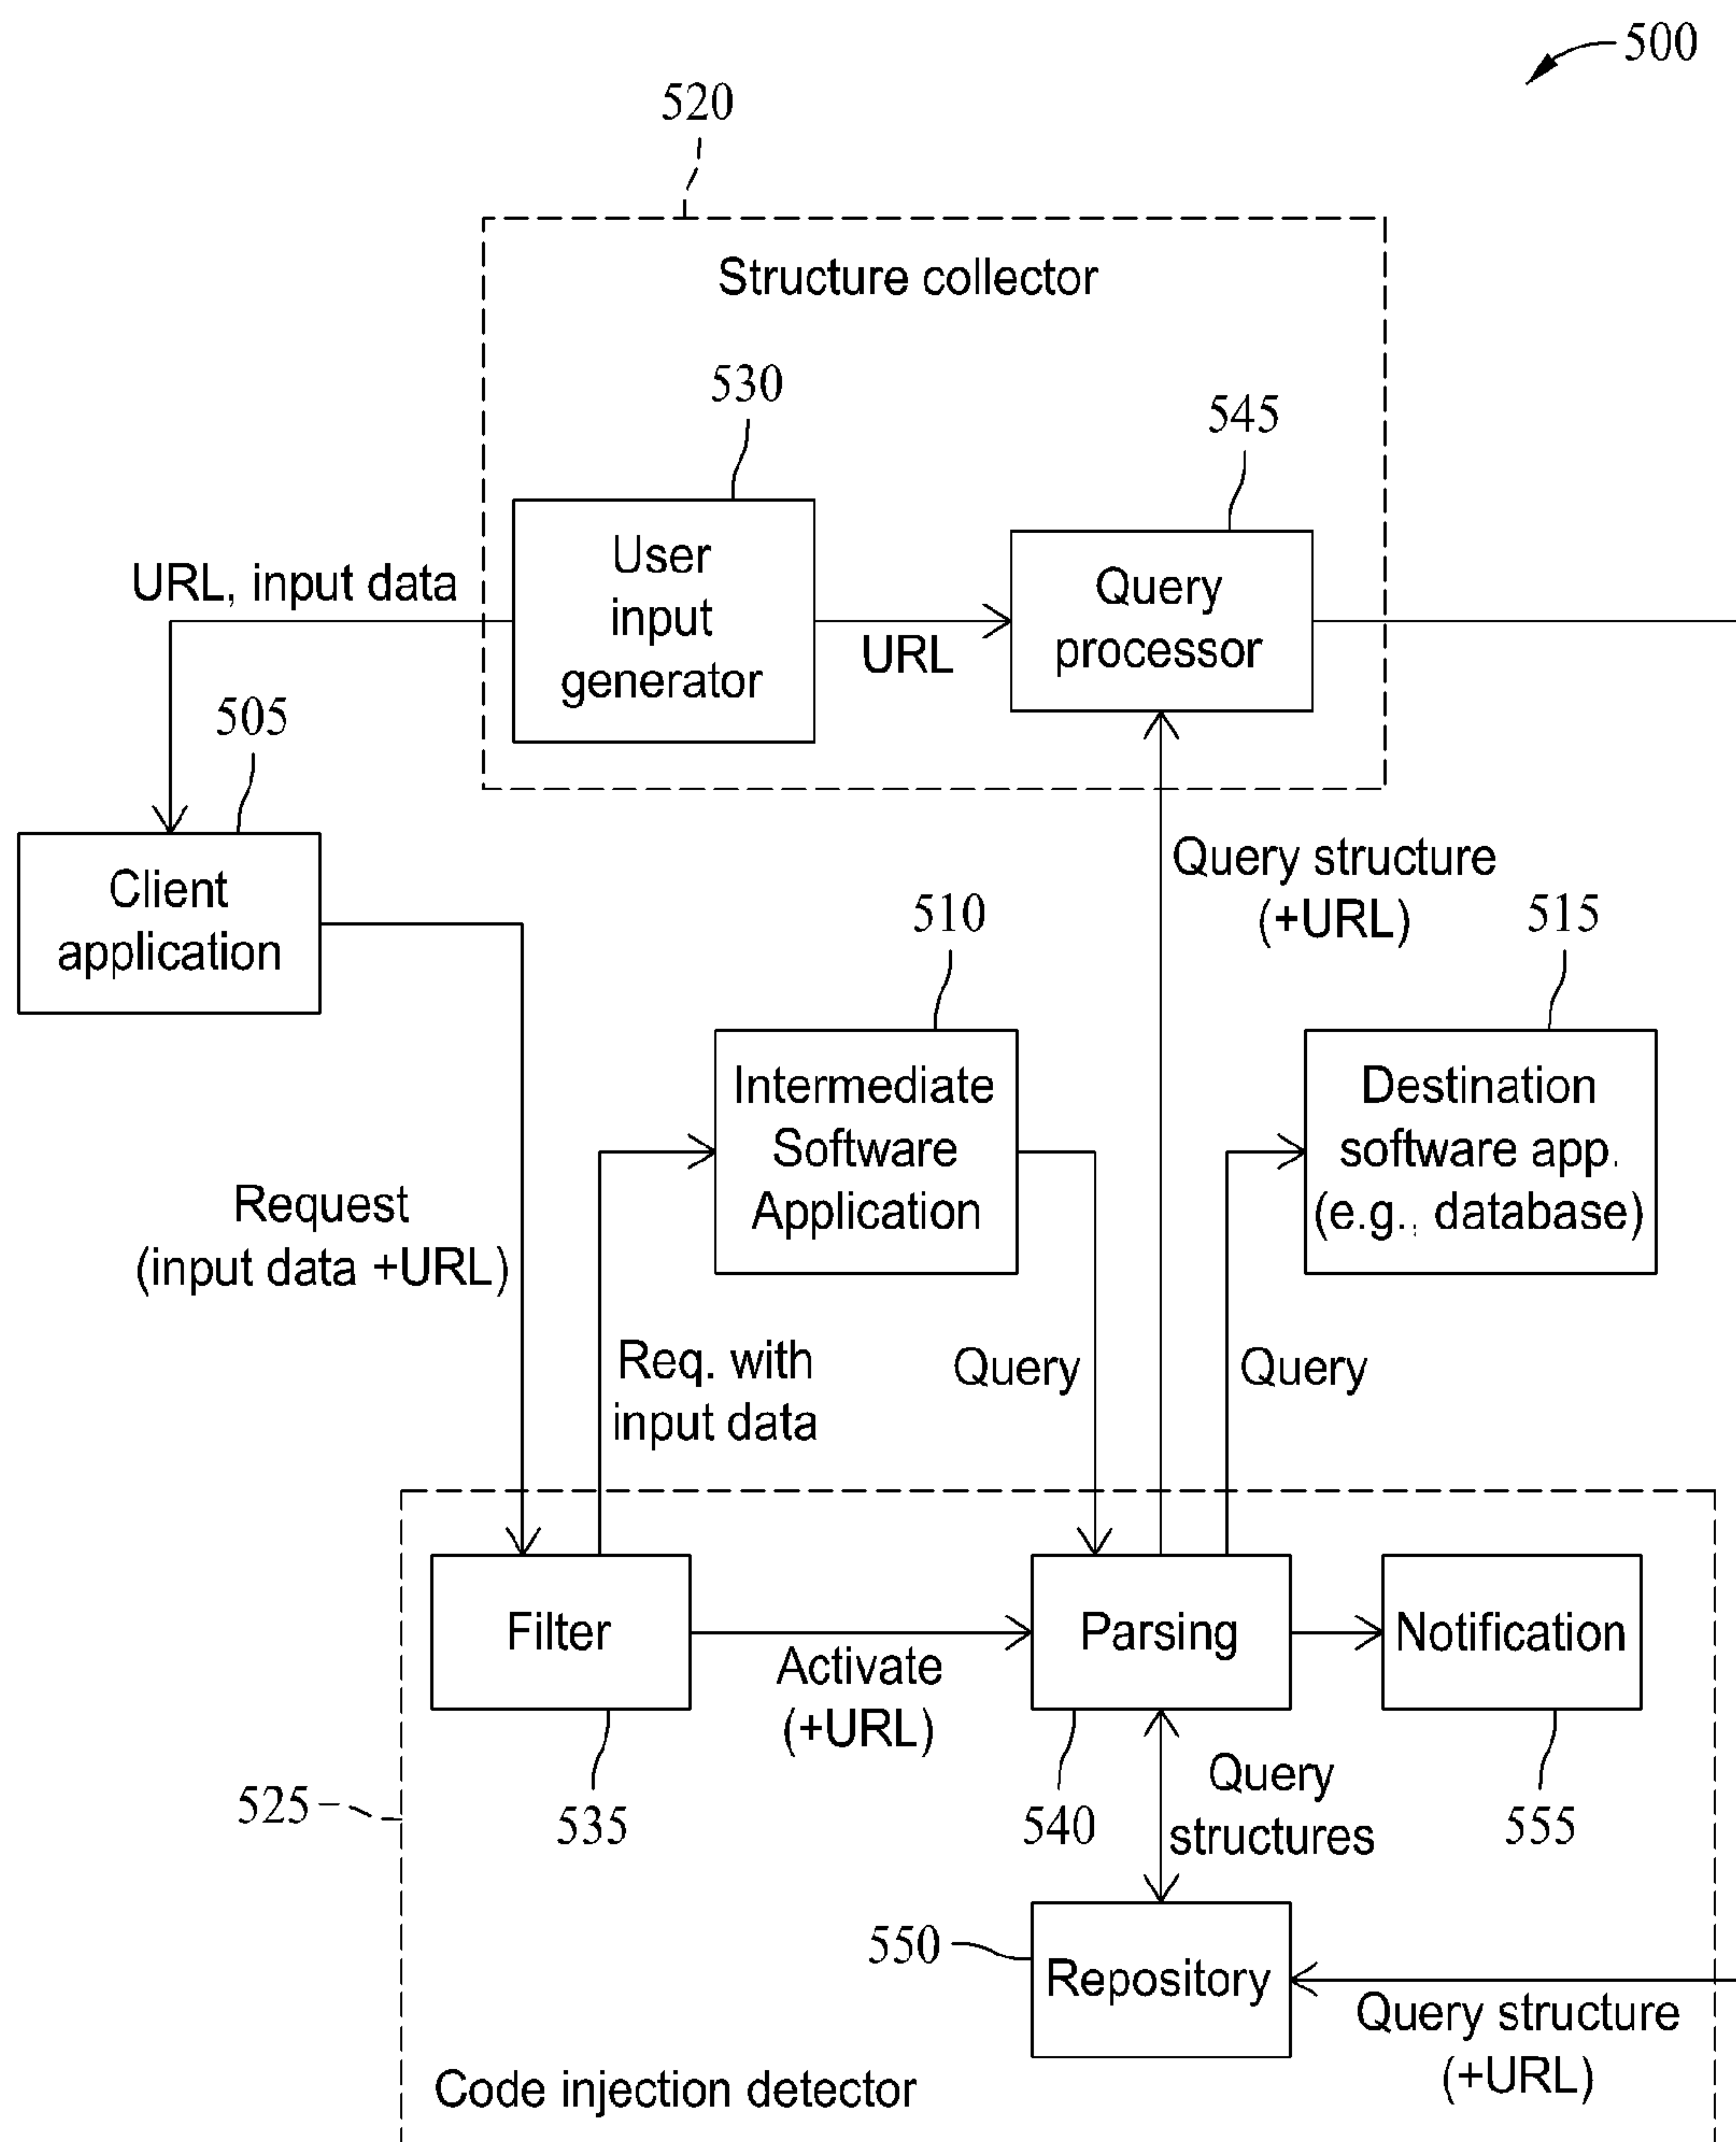 500
520
Structure collector
530
545
User
input
generator
Query
processor
URL, input data
URL
505
Client
application
Query structure
(+URL)
510
515
Intermediate
Software
Application
Destination
software app.
(e.g., database)
Request
(input data +URL)
Req. with
input data
Query
Query
Filter
Parsing
Notification
Activate
(+URL)
525
535
540
Query
structures
555
550
Repository
Query structure
(+URL)
Code injection detector